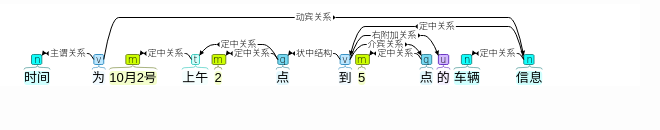 动宾关系
定中关系
右附加关系
介宾关系
主谓关系 定中关系 定中关系 定中关系 状中结构 定中关系 定中关系
n v m t m q v m q u n n
时间 为 10月2号 上午 2 点 到 5 点 的 车辆 信息